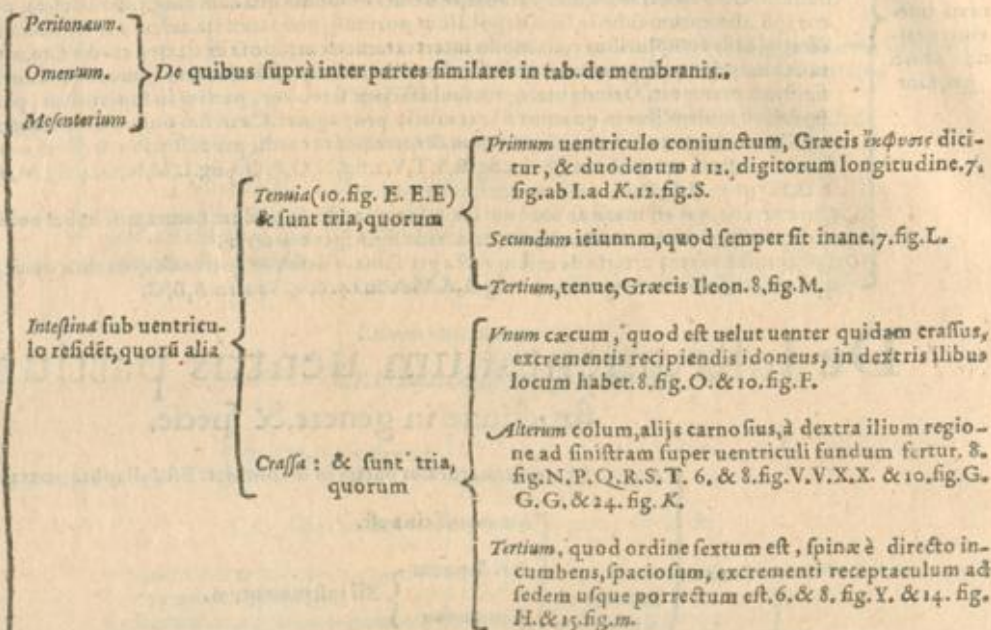 Peritonæum.
Omentum.
Mesenterium
De quibus suprà inter partes similares in tab. de membranis..
Intestina sub uentricu-
lo resident, quorū alia
Tenuia (10. fig. E. E. E)
& sunt tria, quorum
Primum uentriculo coniunctum, Græcis ἔκφυσις dici-
tur, & duodenum à 12. digitorum longitudine. 7.
fig. ab I. ad K. 12. fig. S.
Secundum ieiunnm, quod semper sit inane, 7. fig. L.
Tertium, tenue, Græcis Ileon. 8. fig. M.
Crassa: & sunt tria,
quorum
Vnum cæcum, quod est uelut uenter quidam crassus,
excrementis recipiendis idoneus, in dextris ilibus
locum habet. 8. fig. O. & 10. fig. F.
Alterum colum, alijs carnosius, à dextra ilium regio-
ne ad sinistram super uentriculi fundum fertur. 8.
fig. N. P. Q. R. S. T. 6. & 8. fig. V. V. X. X. & 10. fig. G.
G. G. & 24. fig. K.
Tertium, quod ordine sextum est, spinæ è directo in-
cumbens, spaciosum, excrementi receptaculum ad
sedem usque porrectum est. 6. & 8. fig. Y. & 14. fig.
H. & 15. fig. m.